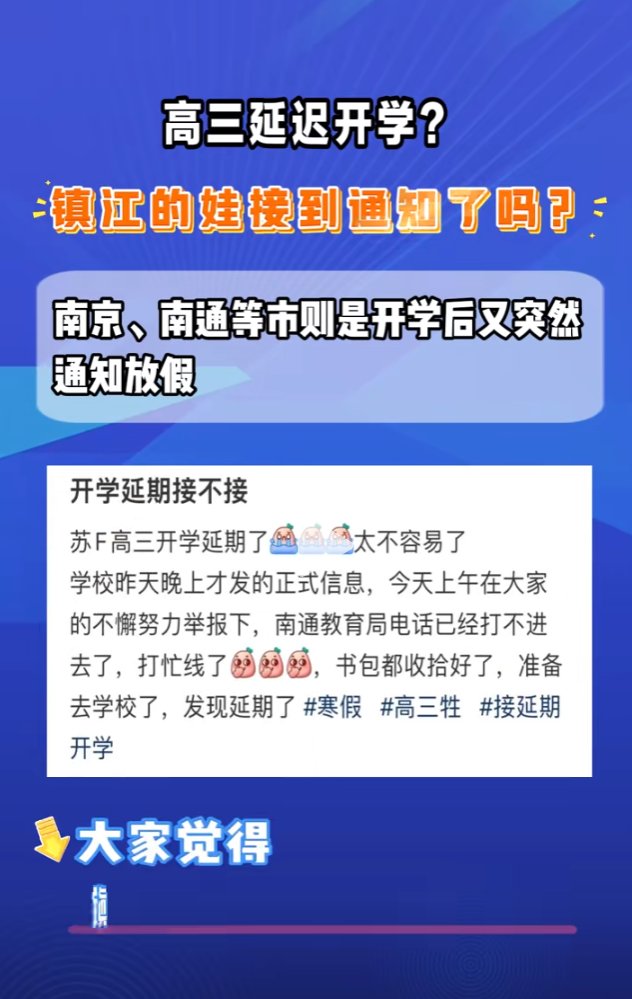 高三延迟开学?
镇江的娃接到通知了吗?
南京、南通等市则是开学后又突然
通知放假
开学延期接不接
苏F高三开学延期了太不容易了
学校昨天晚上才发的正式信息，今天上午在大家
的不懈努力举报下，南通教育局电话已经打不进
去了，打忙线了，书包都收拾好了，准备
去学校了，发现延期了 #寒假 #高三牲 #接延期
开学
大家觉得